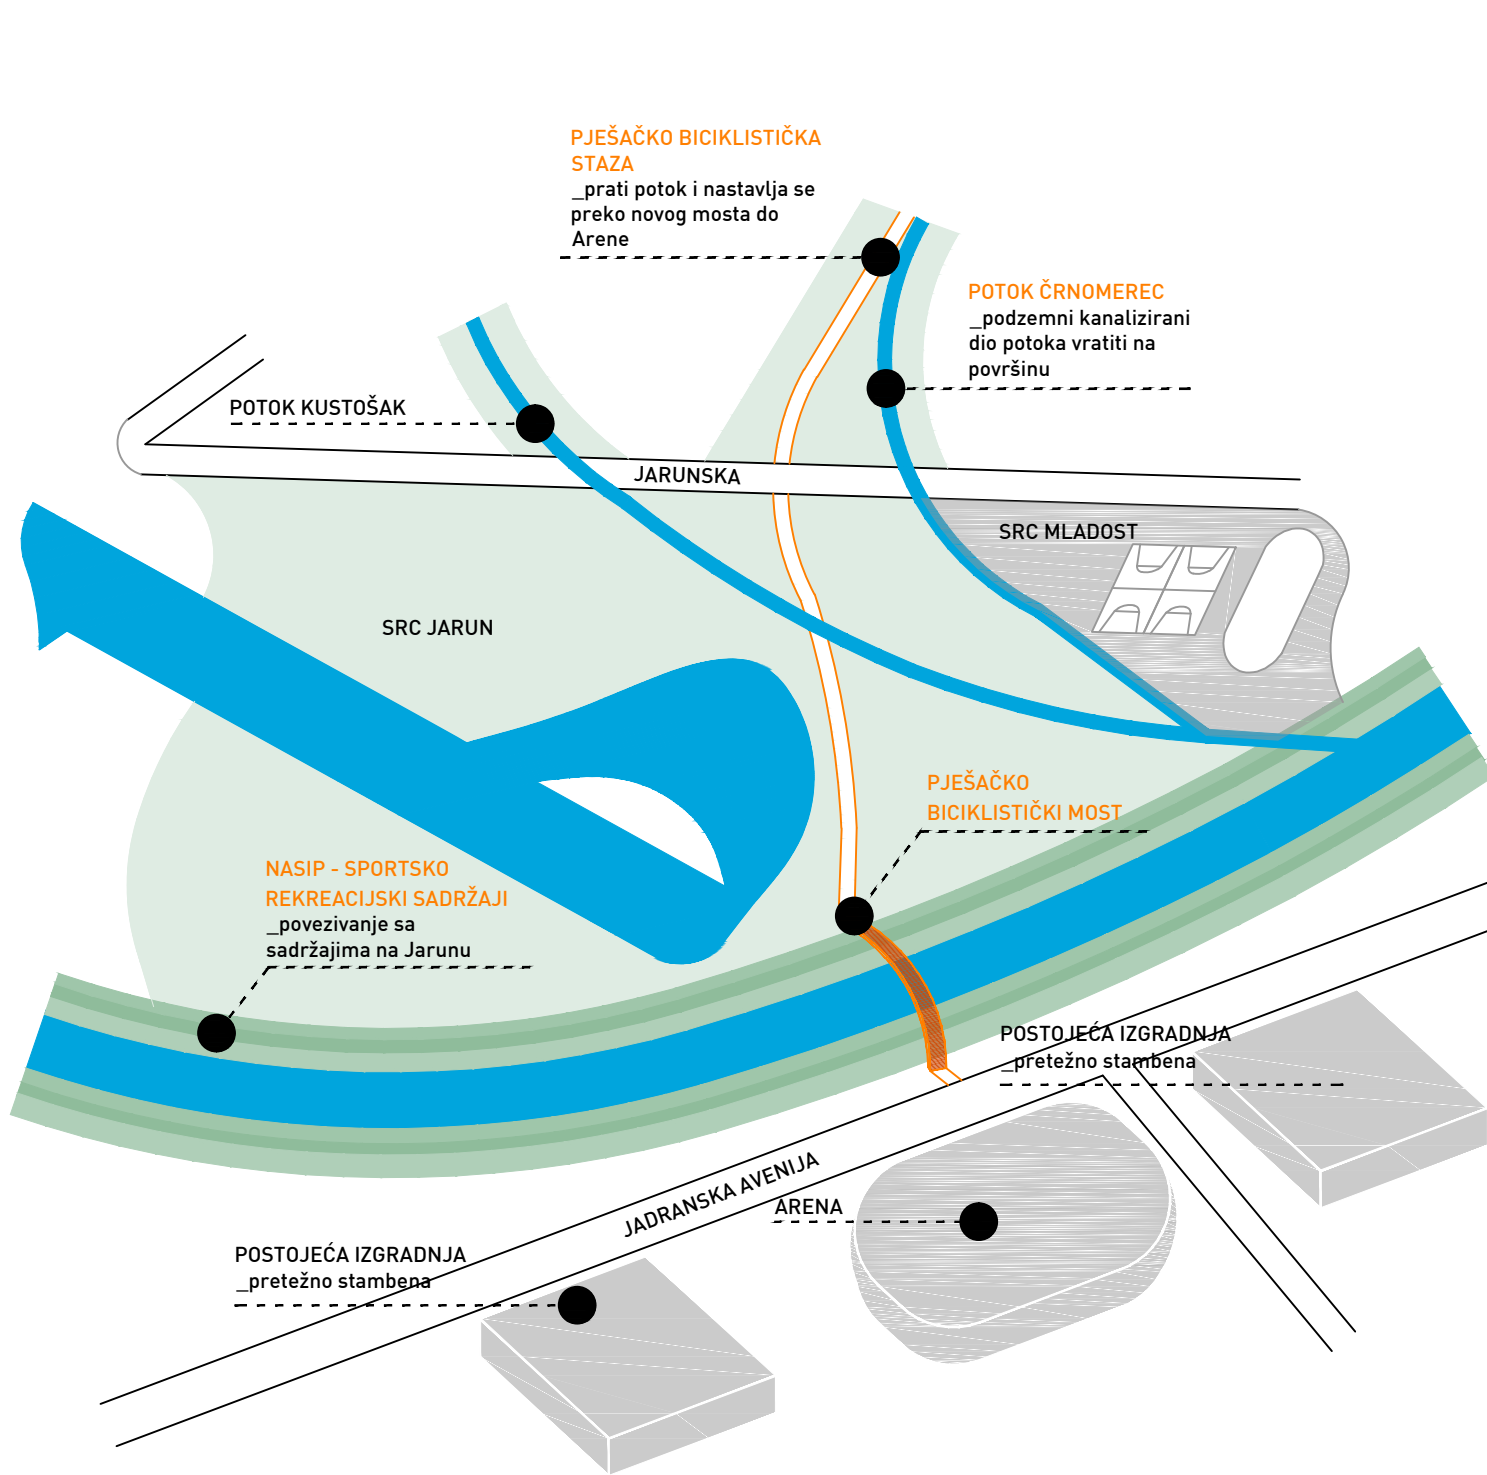 PJEŠAČKO BICIKLISTIČKA
STAZA
_prati potok i nastavlja se
preko novog mosta do
Arene
POTOK ČRNOMEREC
_podzemni kanalizirani
dio potoka vratiti na
površinu
POTOK KUSTOŠAK
JARUNSKA
SRC MLADOST
SRC JARUN
PJEŠAČKO
BICIKLISTIČKI MOST
NASIP - SPORTSKO
REKREACIJSKI SADRŽAJI
_povezivanje sa
sadržajima na Jarunu
POSTOJEĆA IZGRADNJA
_pretežno stambena
JADRANSKA AVENIJA
ARENA
POSTOJEĆA IZGRADNJA
_pretežno stambena